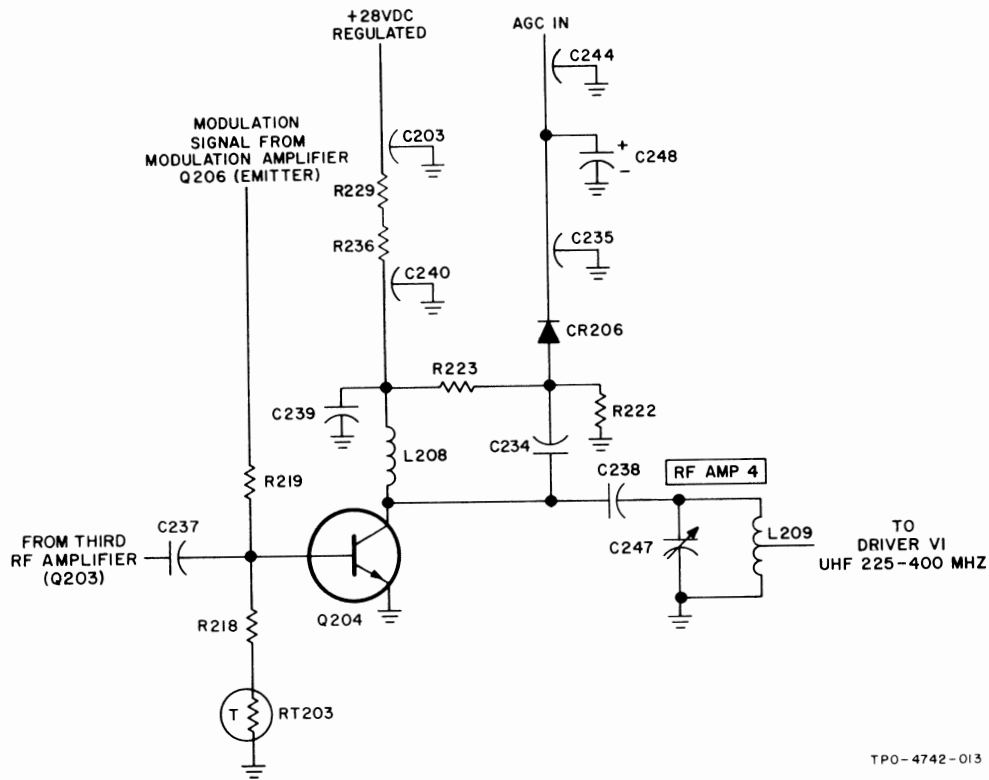 +28VDC
REGULATED
AGC IN
C244
MODULATION
SIGNAL FROM
MODULATION AMPLIFIER
Q206 (EMITTER)
C203
+
C248
-
R229
R236
C235
C240
CR206
R223
C239
R222
L208
C234
C238
RF AMP 4
R219
C237
FROM THIRD
RF AMPLIFIER
(Q203)
C247
L209
TO
DRIVER V1
UHF 225-400 MHZ
Q204
R218
T
RT203
TPO-4742-013